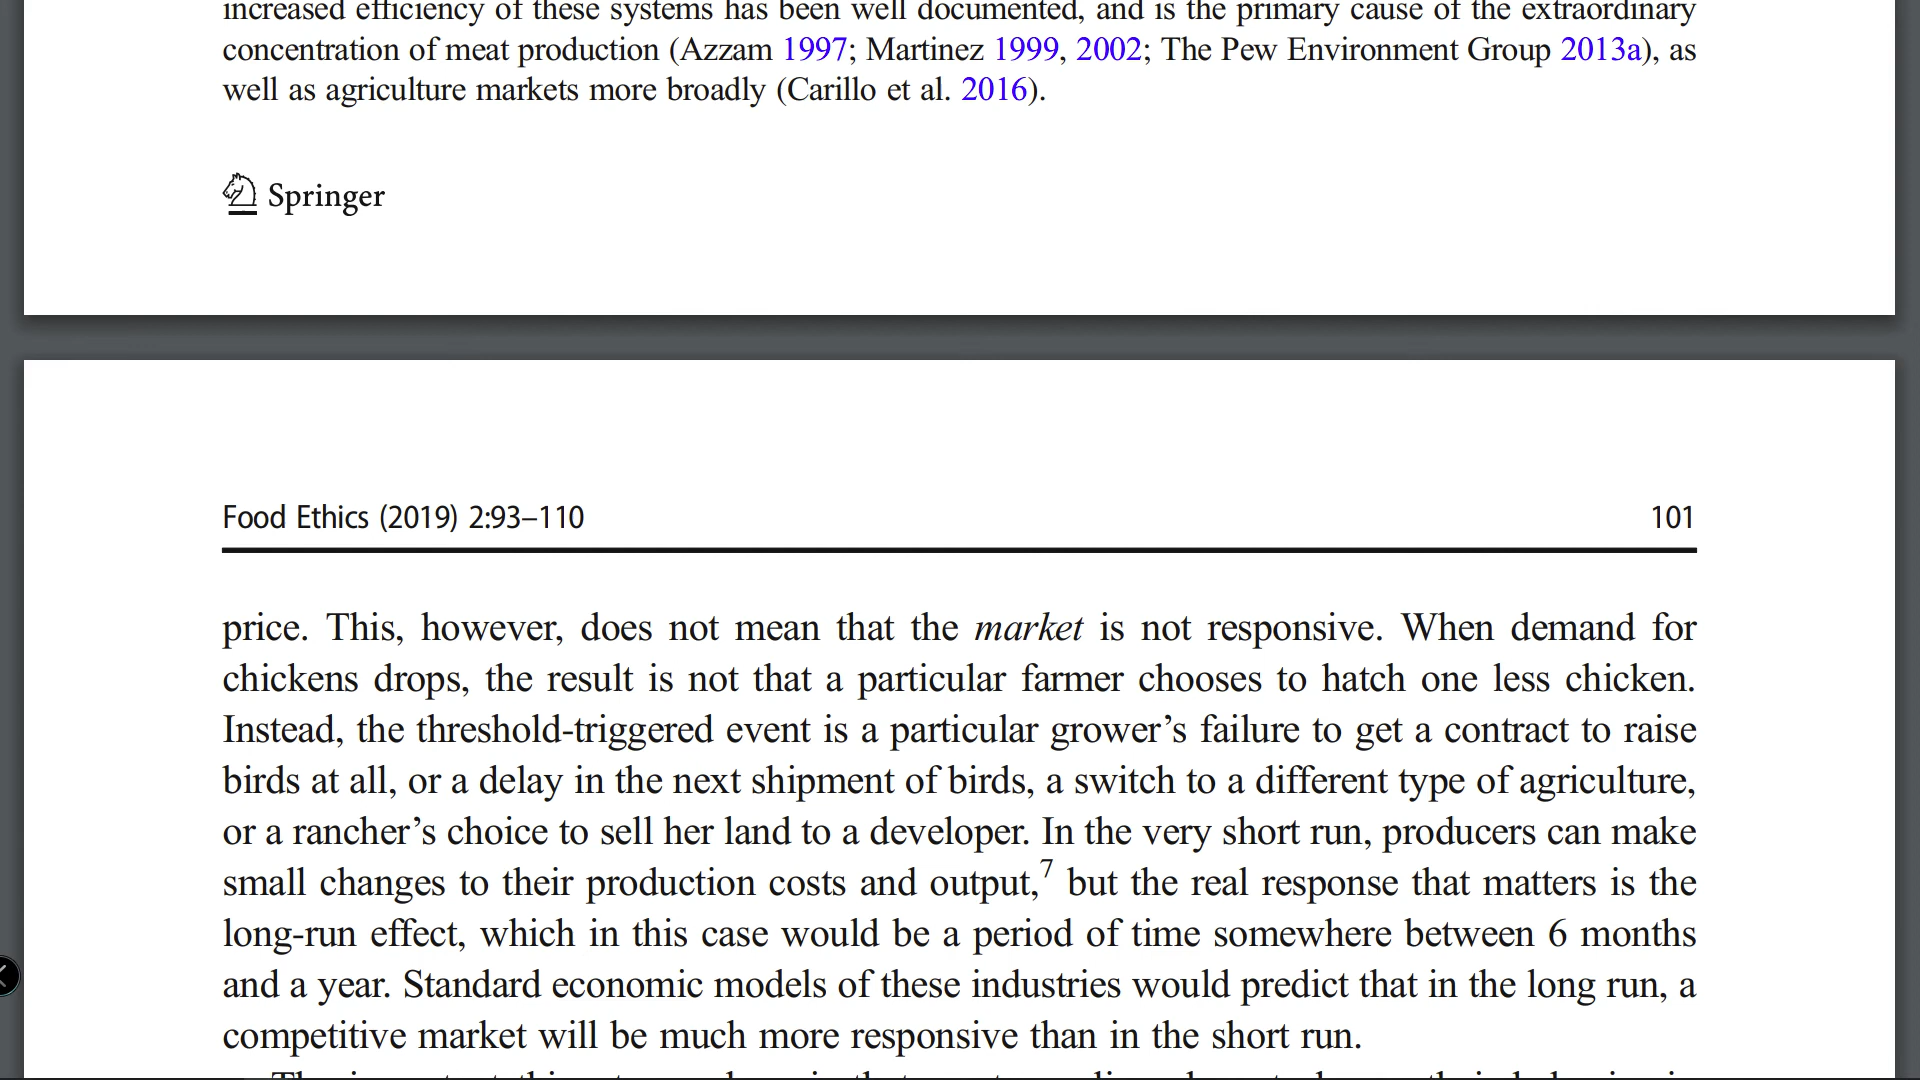 increased efficiency of these systems has been well documented, and is the primary cause of the extraordinary
concentration of meat production (Azzam 1997; Martinez 1999, 2002; The Pew Environment Group 2013a), as
well as agriculture markets more broadly (Carillo et al. 2016).
Springer
Food Ethics (2019) 2:93–110 101
price. This, however, does not mean that the market is not responsive. When demand for
chickens drops, the result is not that a particular farmer chooses to hatch one less chicken.
Instead, the threshold-triggered event is a particular grower’s failure to get a contract to raise
birds at all, or a delay in the next shipment of birds, a switch to a different type of agriculture,
or a rancher’s choice to sell her land to a developer. In the very short run, producers can make
small changes to their production costs and output,7 but the real response that matters is the
long-run effect, which in this case would be a period of time somewhere between 6 months
and a year. Standard economic models of these industries would predict that in the long run, a
competitive market will be much more responsive than in the short run.